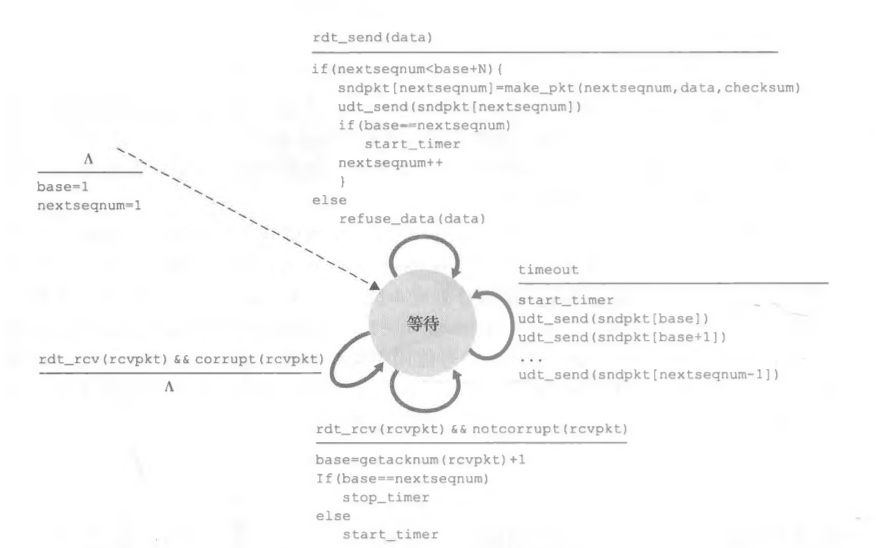 rdt_send(data)
if(nextseqnum<base+N){
sndpkt[nextseqnum]=make_pkt(nextseqnum,data,checksum)
udt_send(sndpkt[nextseqnum])
if(base==nextseqnum)
start_timer
nextseqnum++
}
else
refuse_data(data)
Λ
base=1
nextseqnum=1
timeout
start_timer
udt_send(sndpkt[base])
udt_send(sndpkt[base+1])
...
udt_send(sndpkt[nextseqnum-1])
等待
rdt_rcv(rcvpkt) && corrupt(rcvpkt)
Λ
rdt_rcv(rcvpkt) && notcorrupt(rcvpkt)
base=getacknum(rcvpkt)+1
If(base==nextseqnum)
stop_timer
else
start_timer